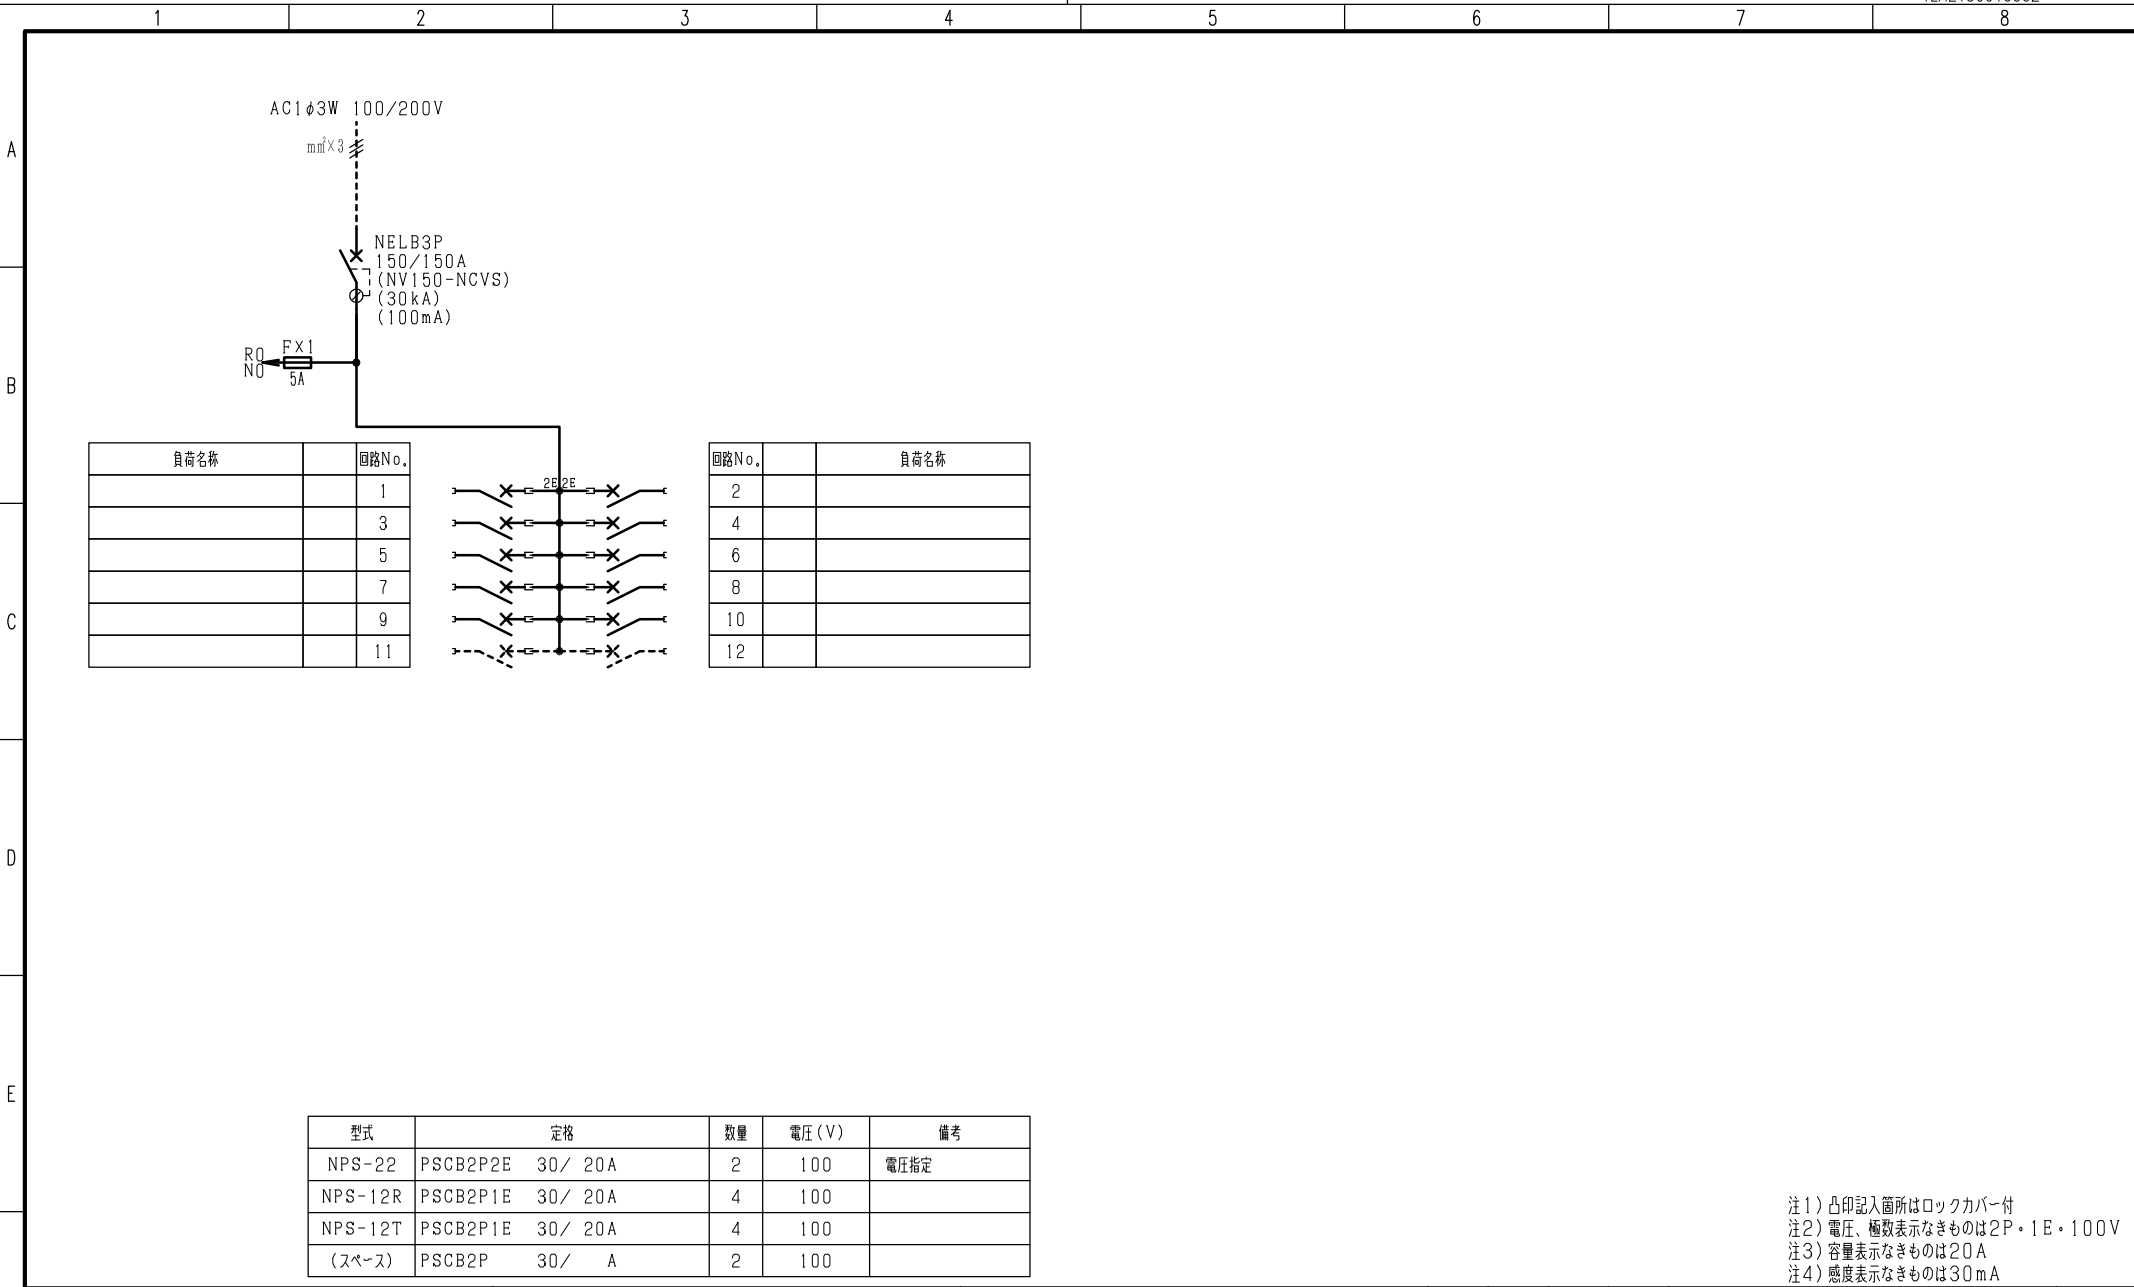 1 2 3 4 5 6 7 8
A
B
C
D
E
AC1φ3W 100/200V
mm²×3
NELB3P
150/150A
(NV150-NCVS)
(30kA)
(100mA)
R0 F×1
N0 5A
負荷名称 回路No.
1
3
5
7
9
11
2E 2E
回路No. 負荷名称
2
4
6
8
10
12
型式 定格 数量 電圧(V) 備考
NPS-22 PSCB2P2E 30/ 20A 2 100 電圧指定
NPS-12R PSCB2P1E 30/ 20A 4 100
NPS-12T PSCB2P1E 30/ 20A 4 100
(スペース) PSCB2P 30/ A 2 100
注1)凸印記入箇所はロックカバー付
注2)電圧、極数表示なきものは2P・1E・100V
注3)容量表示なきものは20A
注4)感度表示なきものは30mA